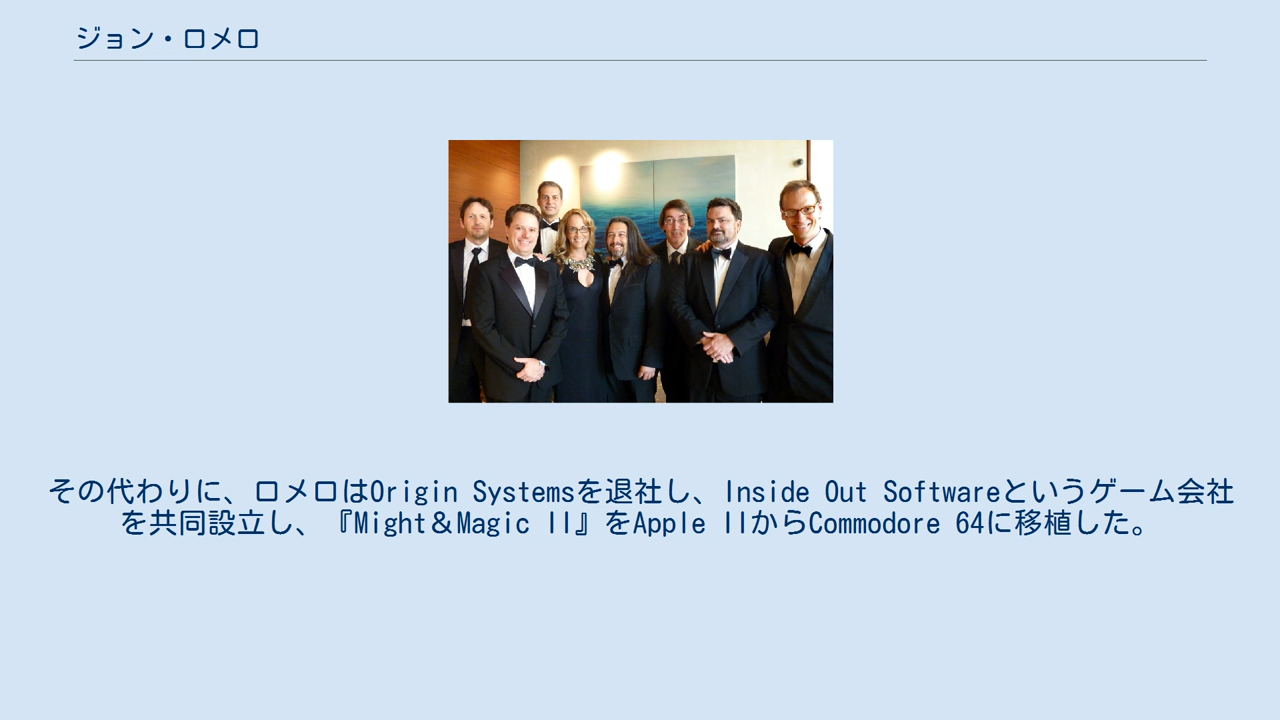 ジョン・ロメロ
その代わりに、ロメロはOrigin Systemsを退社し、Inside Out Softwareというゲーム会社
を共同設立し、『Might＆Magic II』をApple IIからCommodore 64に移植した。